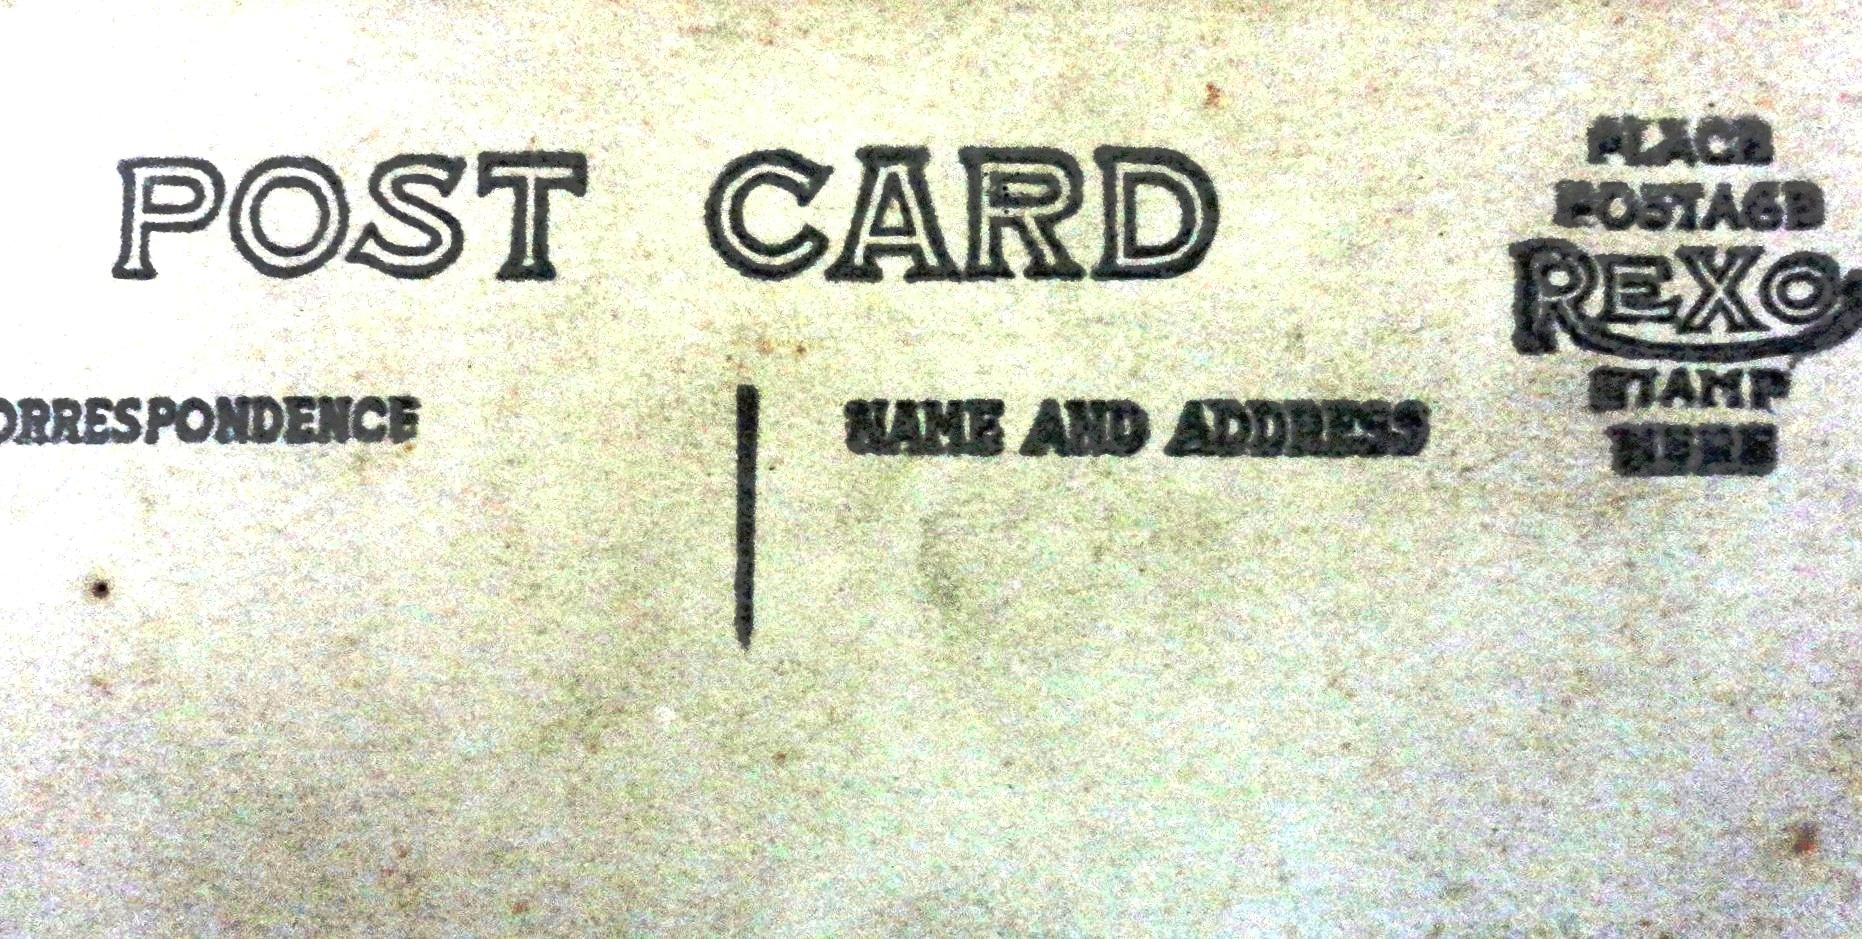 POST CARD
ORRESPONDENCE
NAME AND ADDRESS
PLACE
POSTAGE
REXO
STAMP
HERE